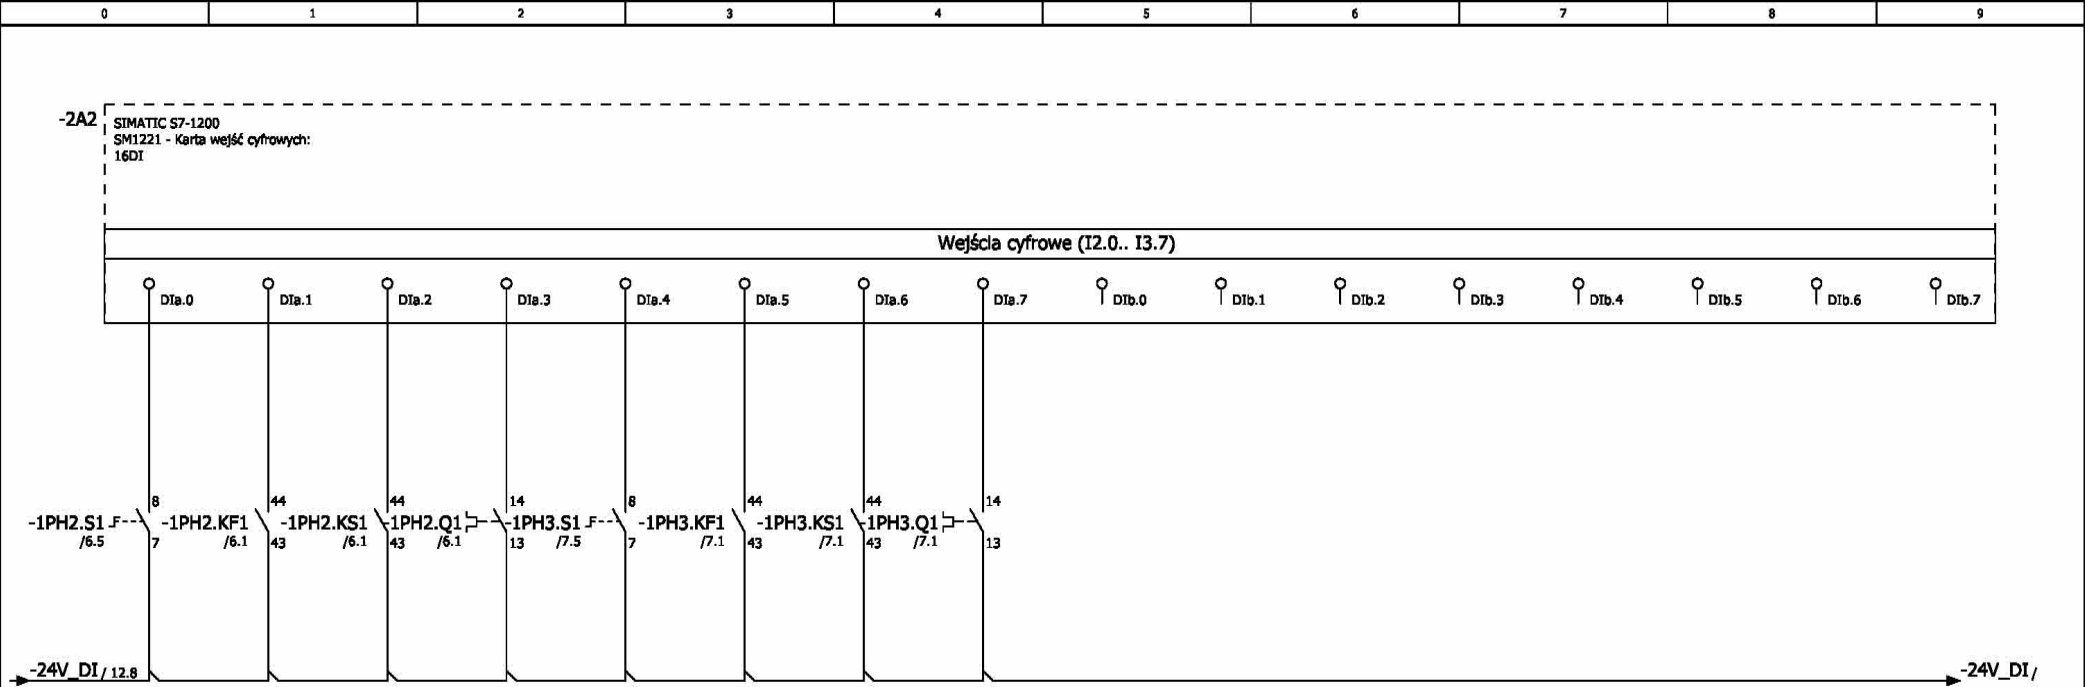 0 1 2 3 4 5 6 7 8 9
-2A2
SIMATIC S7-1200
SM1221 - Karta wejść cyfrowych:
16DI
Wejścia cyfrowe (I2.0.. I3.7)
DIa.0 DIa.1 DIa.2 DIa.3 DIa.4 DIa.5 DIa.6 DIa.7 DIb.0 DIb.1 DIb.2 DIb.3 DIb.4 DIb.5 DIb.6 DIb.7
8 44 44 14 8 44 44 14
-1PH2.S1 -1PH2.KF1 -1PH2.KS1 -1PH2.Q1 -1PH3.S1 -1PH3.KF1 -1PH3.KS1 -1PH3.Q1
/6.5 7 /6.1 43 /6.1 43 /6.1 13 /7.5 7 /7.1 43 /7.1 43 /7.1 13
-24V_DI / 12.8 -24V_DI /